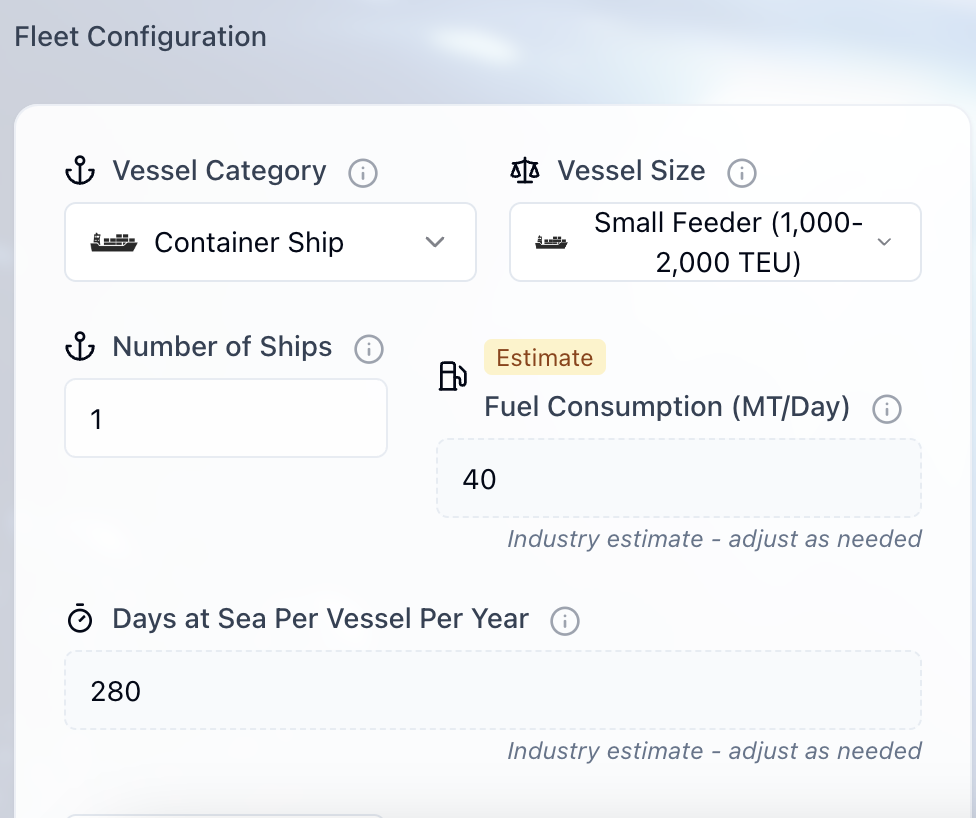 Fleet Configuration
Vessel Category
Vessel Size
Container Ship
Small Feeder (1,000-
2,000 TEU)
Number of Ships
1
Estimate
Fuel Consumption (MT/Day)
40
Industry estimate - adjust as needed
Days at Sea Per Vessel Per Year
280
Industry estimate - adjust as needed